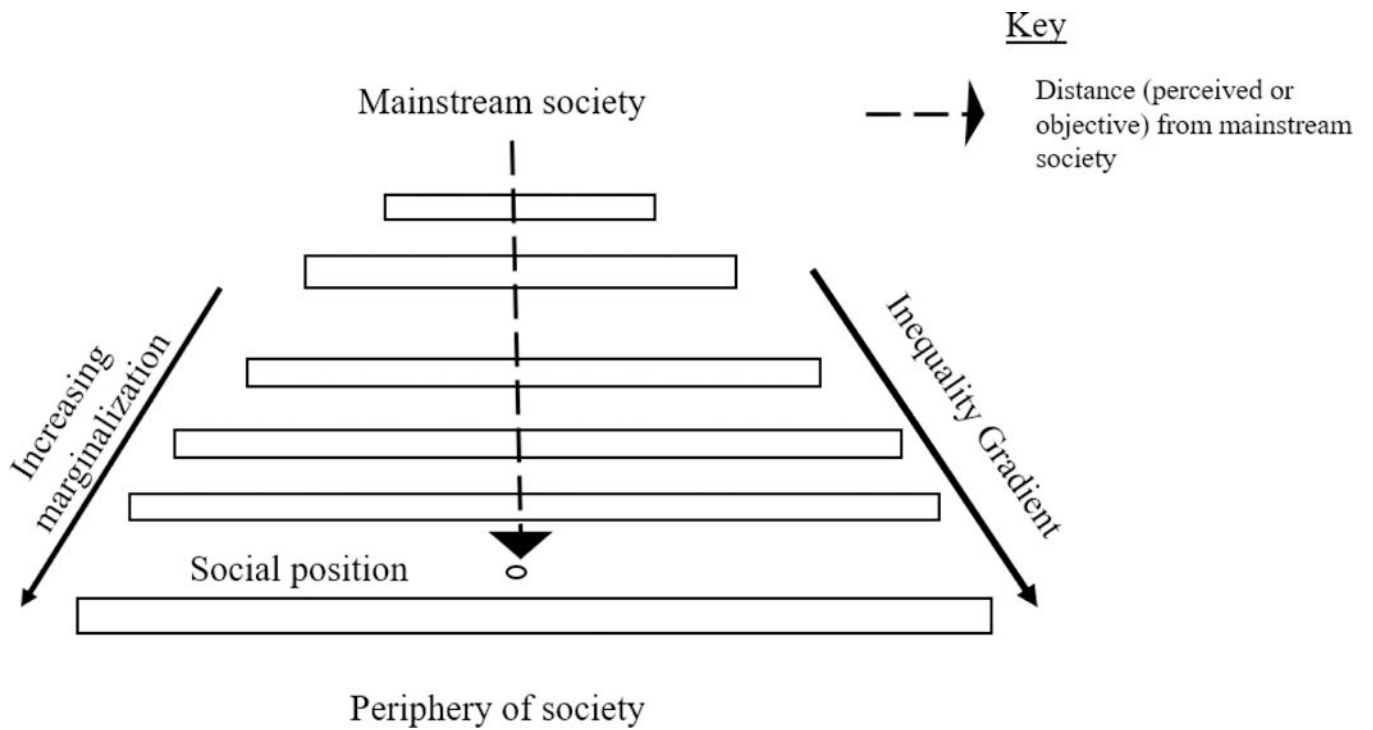 Key
Mainstream society
Distance (perceived or
objective) from mainstream
society
Increasing
marginalization
Inequality Gradient
Social position
Periphery of society